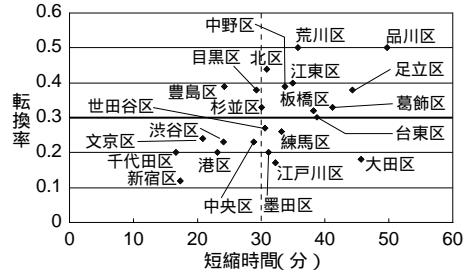 転換率
0.6
0.5
0.4
0.3
0.2
0.1
0
中野区
荒川区
品川区
目黒区
北区
江東区
足立区
豊島区
板橋区
世田谷区
杉並区
葛飾区
渋谷区
台東区
文京区
練馬区
千代田区
港区
大田区
新宿区
江戸川区
中央区
墨田区
0 10 20 30 40 50 60
短縮時間(分)